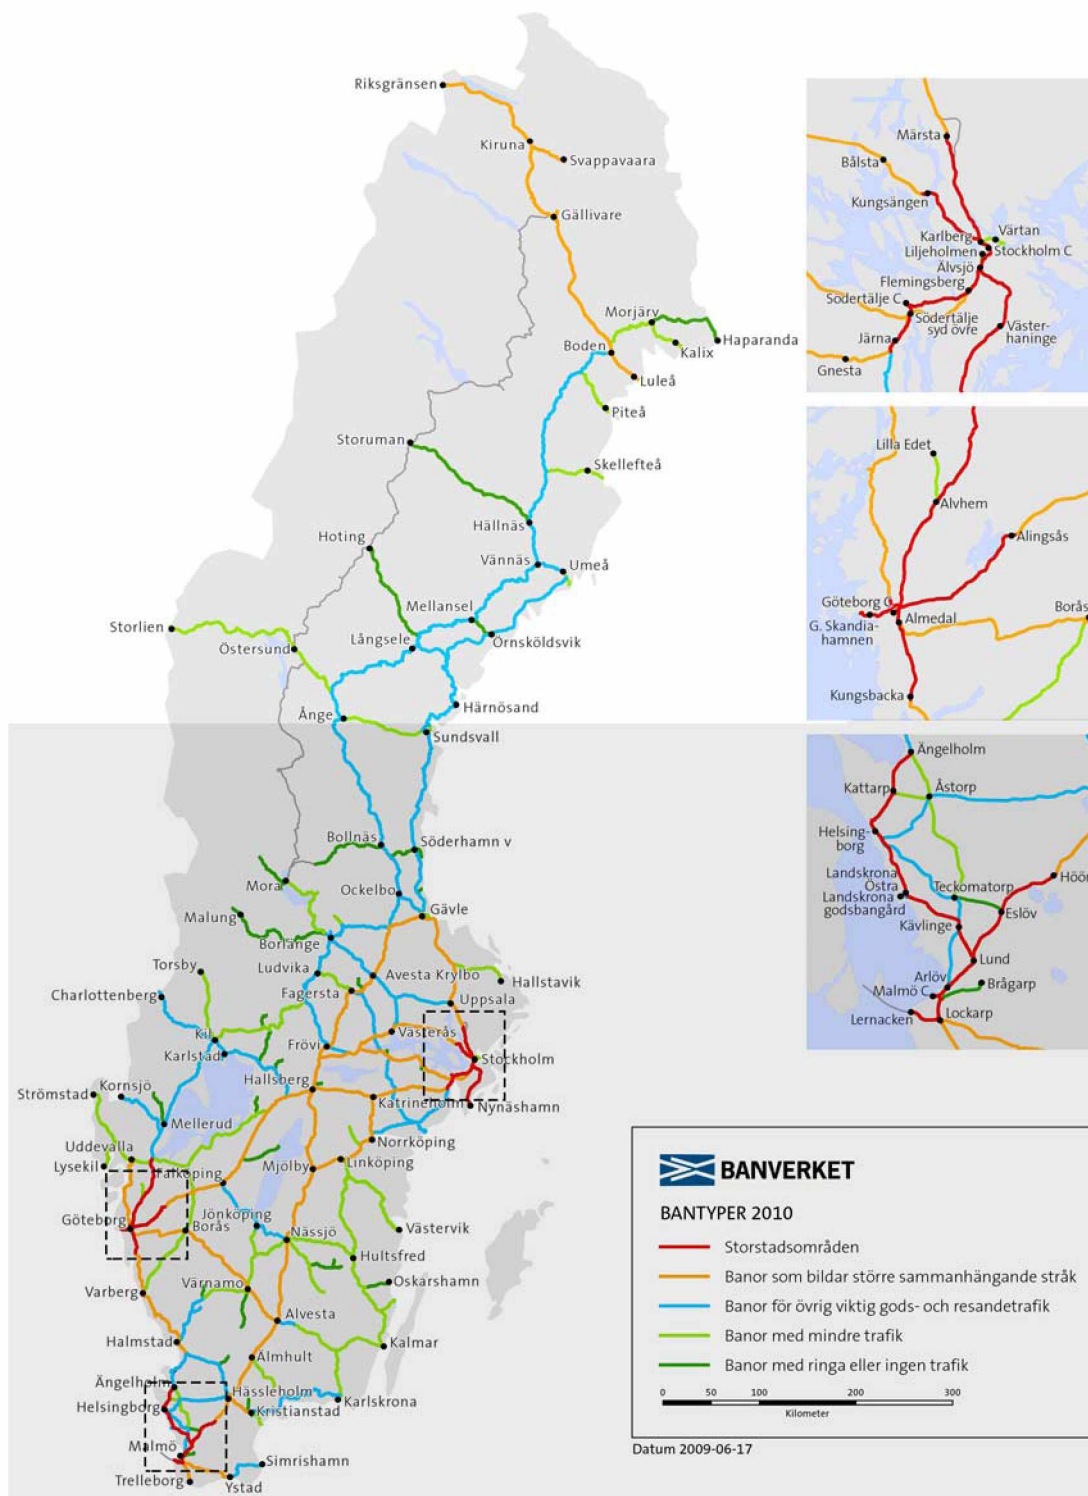 Riksgränsen
Kiruna
Svappavaara
Gällivare
Morjärv
Haparanda
Boden
Kalix
Luleå
Piteå
Storuman
Skellefteå
Hällnäs
Hoting
Vännäs
Umeå
Mellansel
Storlien
Långsele
Örnsköldsvik
Östersund
Härnösand
Ånge
Sundsvall
Bollnäs
Söderhamn v
Mora
Ockelbo
Malung
Gävle
Borlänge
Torsby
Ludvika
Avesta Krylbo
Hallstavik
Charlottenberg
Fagersta
Uppsala
Kil
Västerås
Karlstad
Frövi
Stockholm
Strömstad
Kornsjö
Hallsberg
Katrineholm
Nynäshamn
Mellerud
Uddevalla
Norrköping
Lysekil
Falköping
Mjölby
Linköping
Göteborg
Jönköping
Borås
Nässjö
Västervik
Hultsfred
Varberg
Värnamo
Oskarshamn
Alvesta
Halmstad
Kalmar
Älmhult
Ängelholm
Hässleholm
Helsingborg
Kristianstad
Karlskrona
Malmö
Simrishamn
Trelleborg
Ystad
Märsta
Bålsta
Kungsängen
Karlberg
Värtan
Liljeholmen
Stockholm C
Älvsjö
Flemingsberg
Södertälje C
Södertälje
syd övre
Väster-
haninge
Järna
Gnesta
Lilla Edet
Alvhem
Alingsås
Göteborg C
Borås
G. Skandia-
hamnen
Almedal
Kungsbacka
Ängelholm
Kattarp
Åstorp
Helsing-
borg
Landskrona
Östra
Teckomatorp
Höör
Landskrona
godsbangård
Eslöv
Kävlinge
Lund
Arlöv
Brågarp
Malmö C
Lernacken
Lockarp
BANVERKET
BANTYPER 2010
Storstadsområden
Banor som bildar större sammanhängande stråk
Banor för övrig viktig gods- och resandetrafik
Banor med mindre trafik
Banor med ringa eller ingen trafik
0 50 100 200 300
Kilometer
Datum 2009-06-17